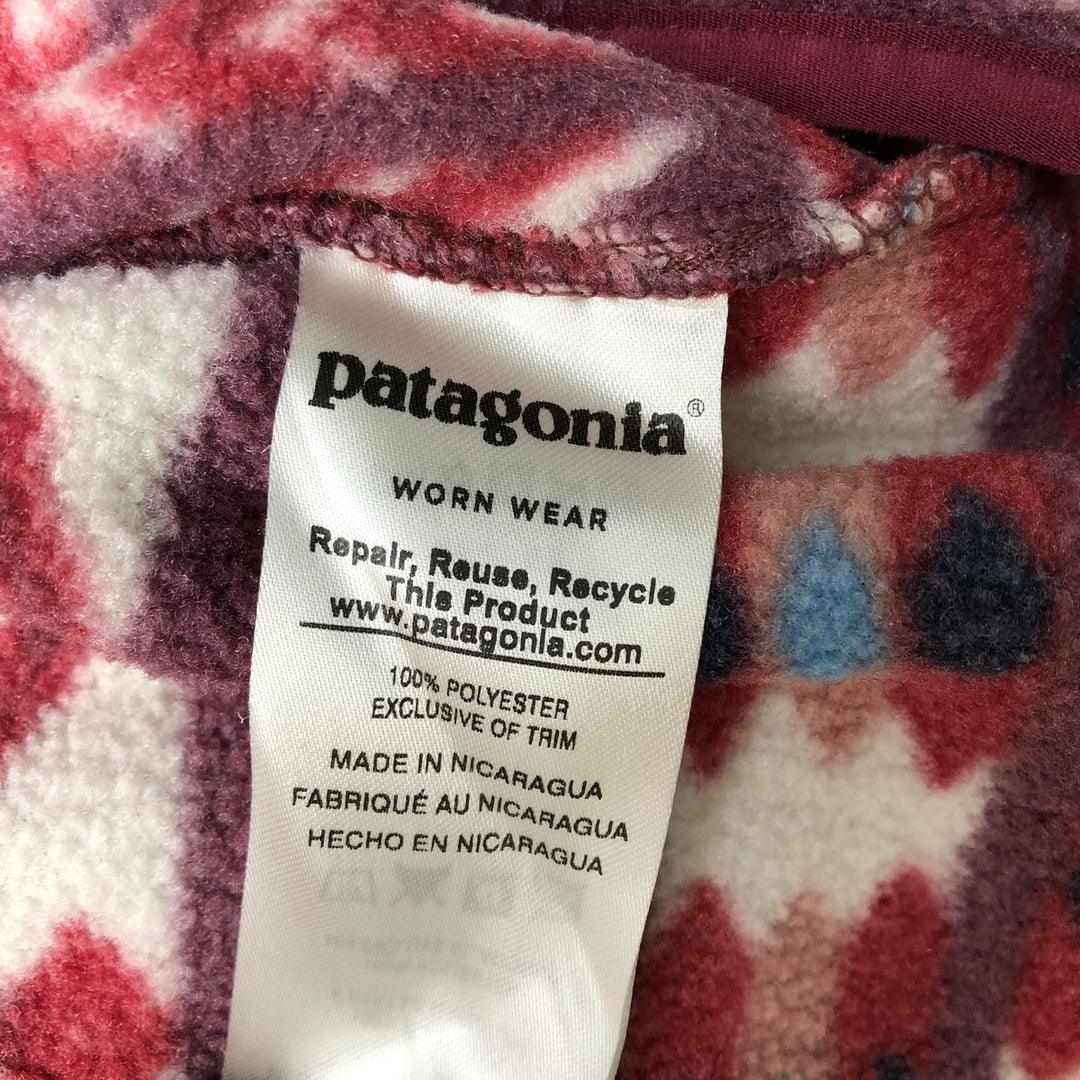 patagonia®
WORN WEAR
Repair, Reuse, Recycle
This Product
www.patagonia.com
100% POLYESTER
EXCLUSIVE OF TRIM
MADE IN NICARAGUA
FABRIQUÉ AU NICARAGUA
HECHO EN NICARAGUA